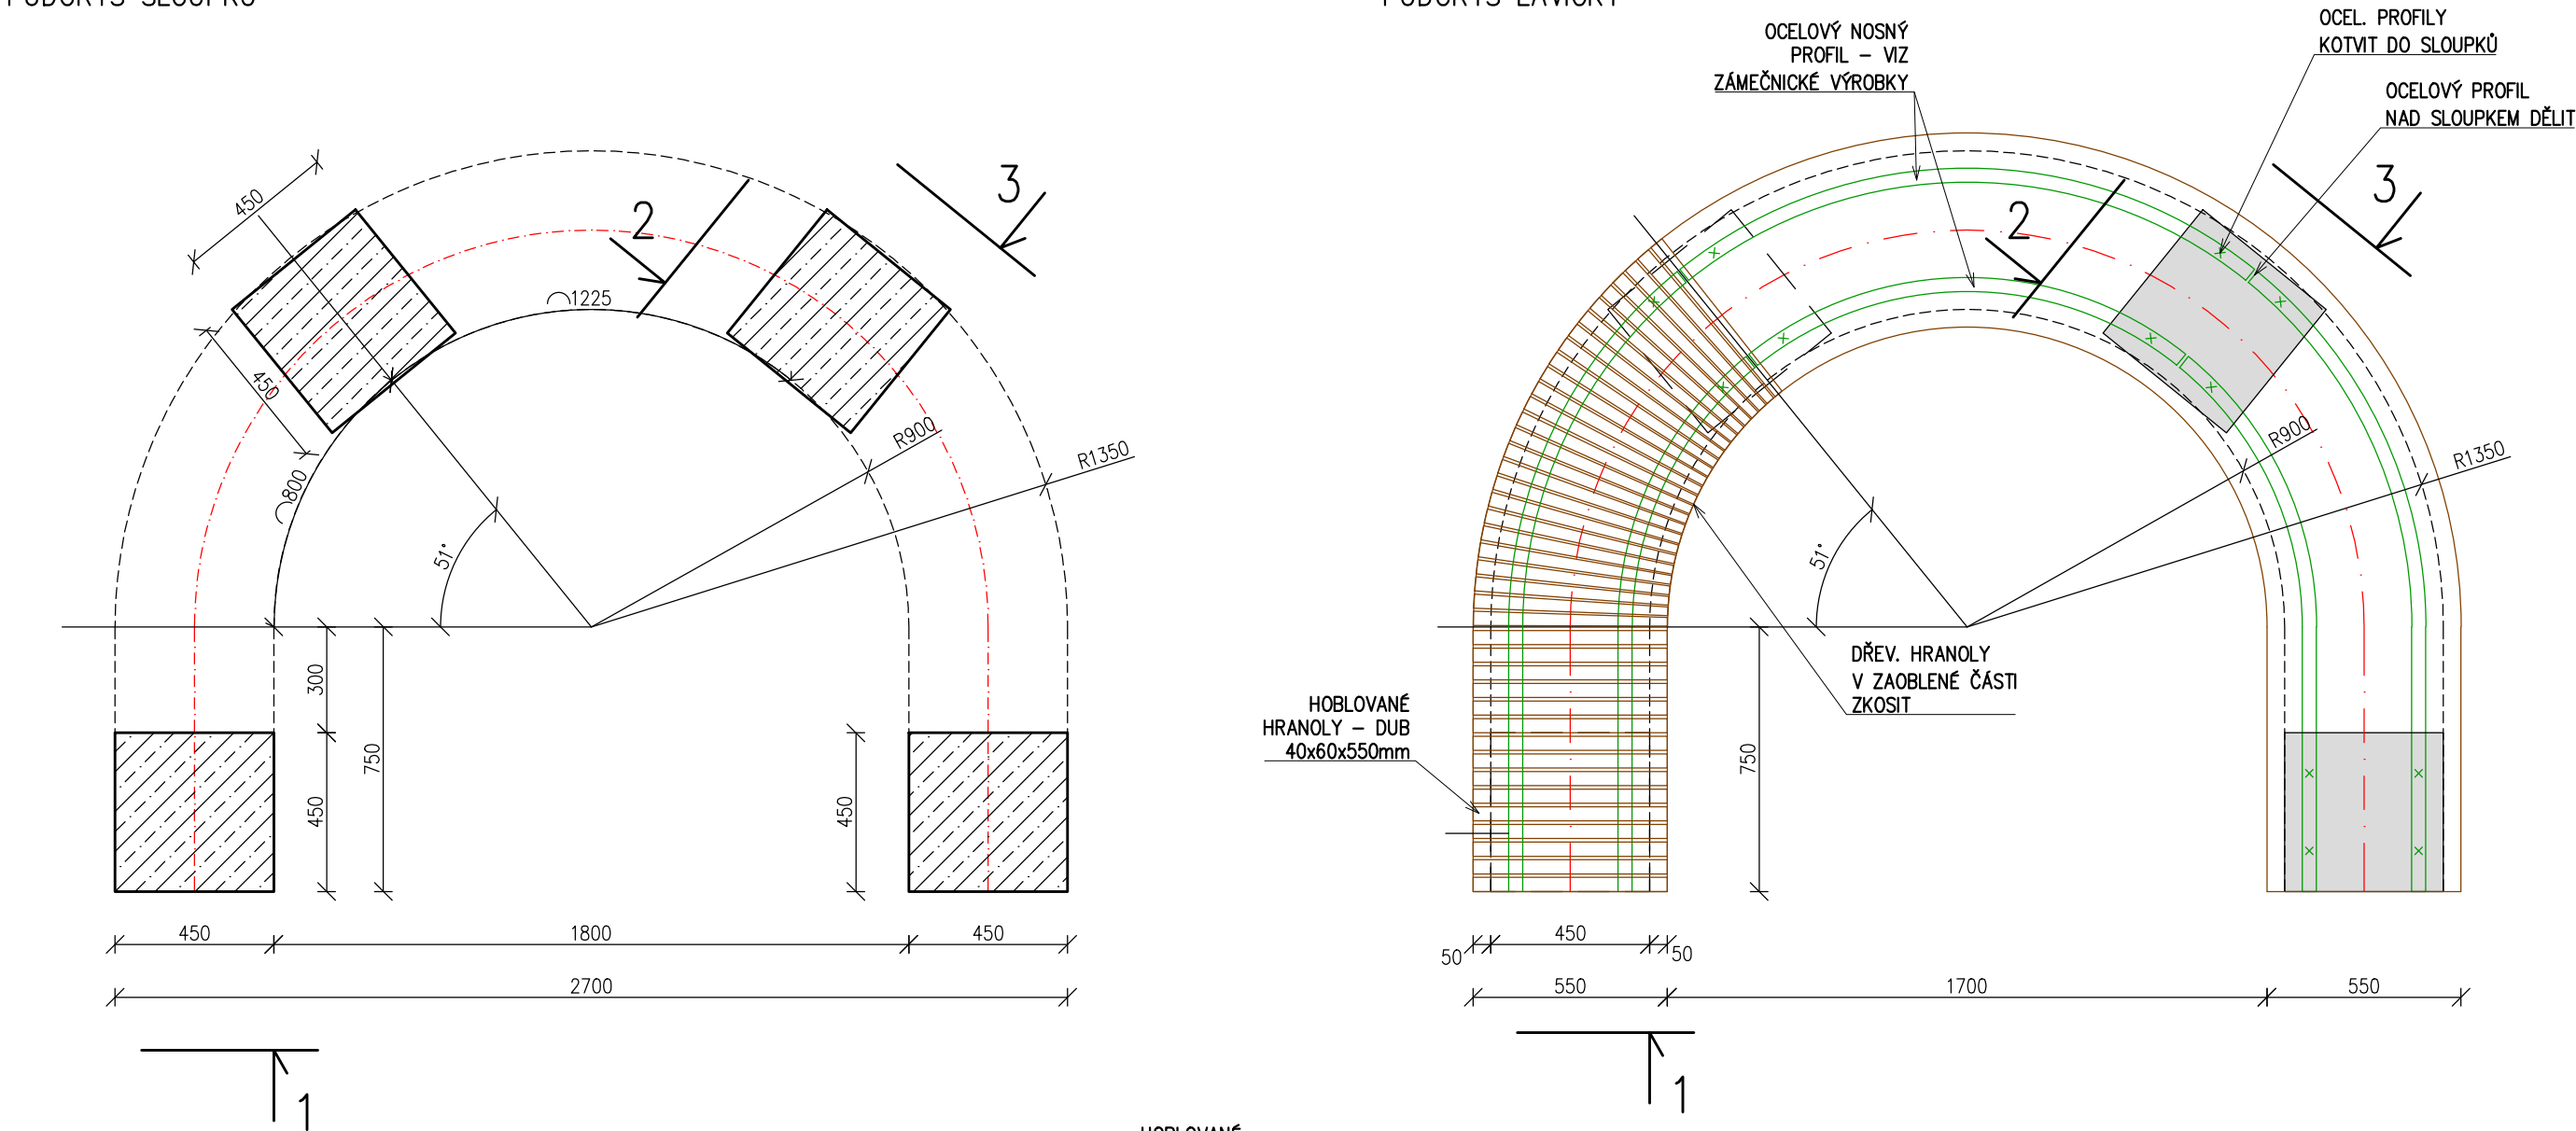 OCELOVÝ NOSNÝ
PROFIL – VIZ
ZÁMEČNICKÉ VÝROBKY
OCEL. PROFILY
KOTVIT DO SLOUPKŮ
OCELOVÝ PROFIL
NAD SLOUPKEM DĚLIT
450
2
3
1225
450
800
R900
R1350
51°
300
750
450
450
450
1800
450
2700
1
2
3
R900
R1350
51°
DŘEV. HRANOLY
V ZAOBLENÉ ČÁSTI
ZKOSIT
HOBLOVANÉ
HRANOLY – DUB
40x60x550mm
750
50
450
50
550
1700
550
1